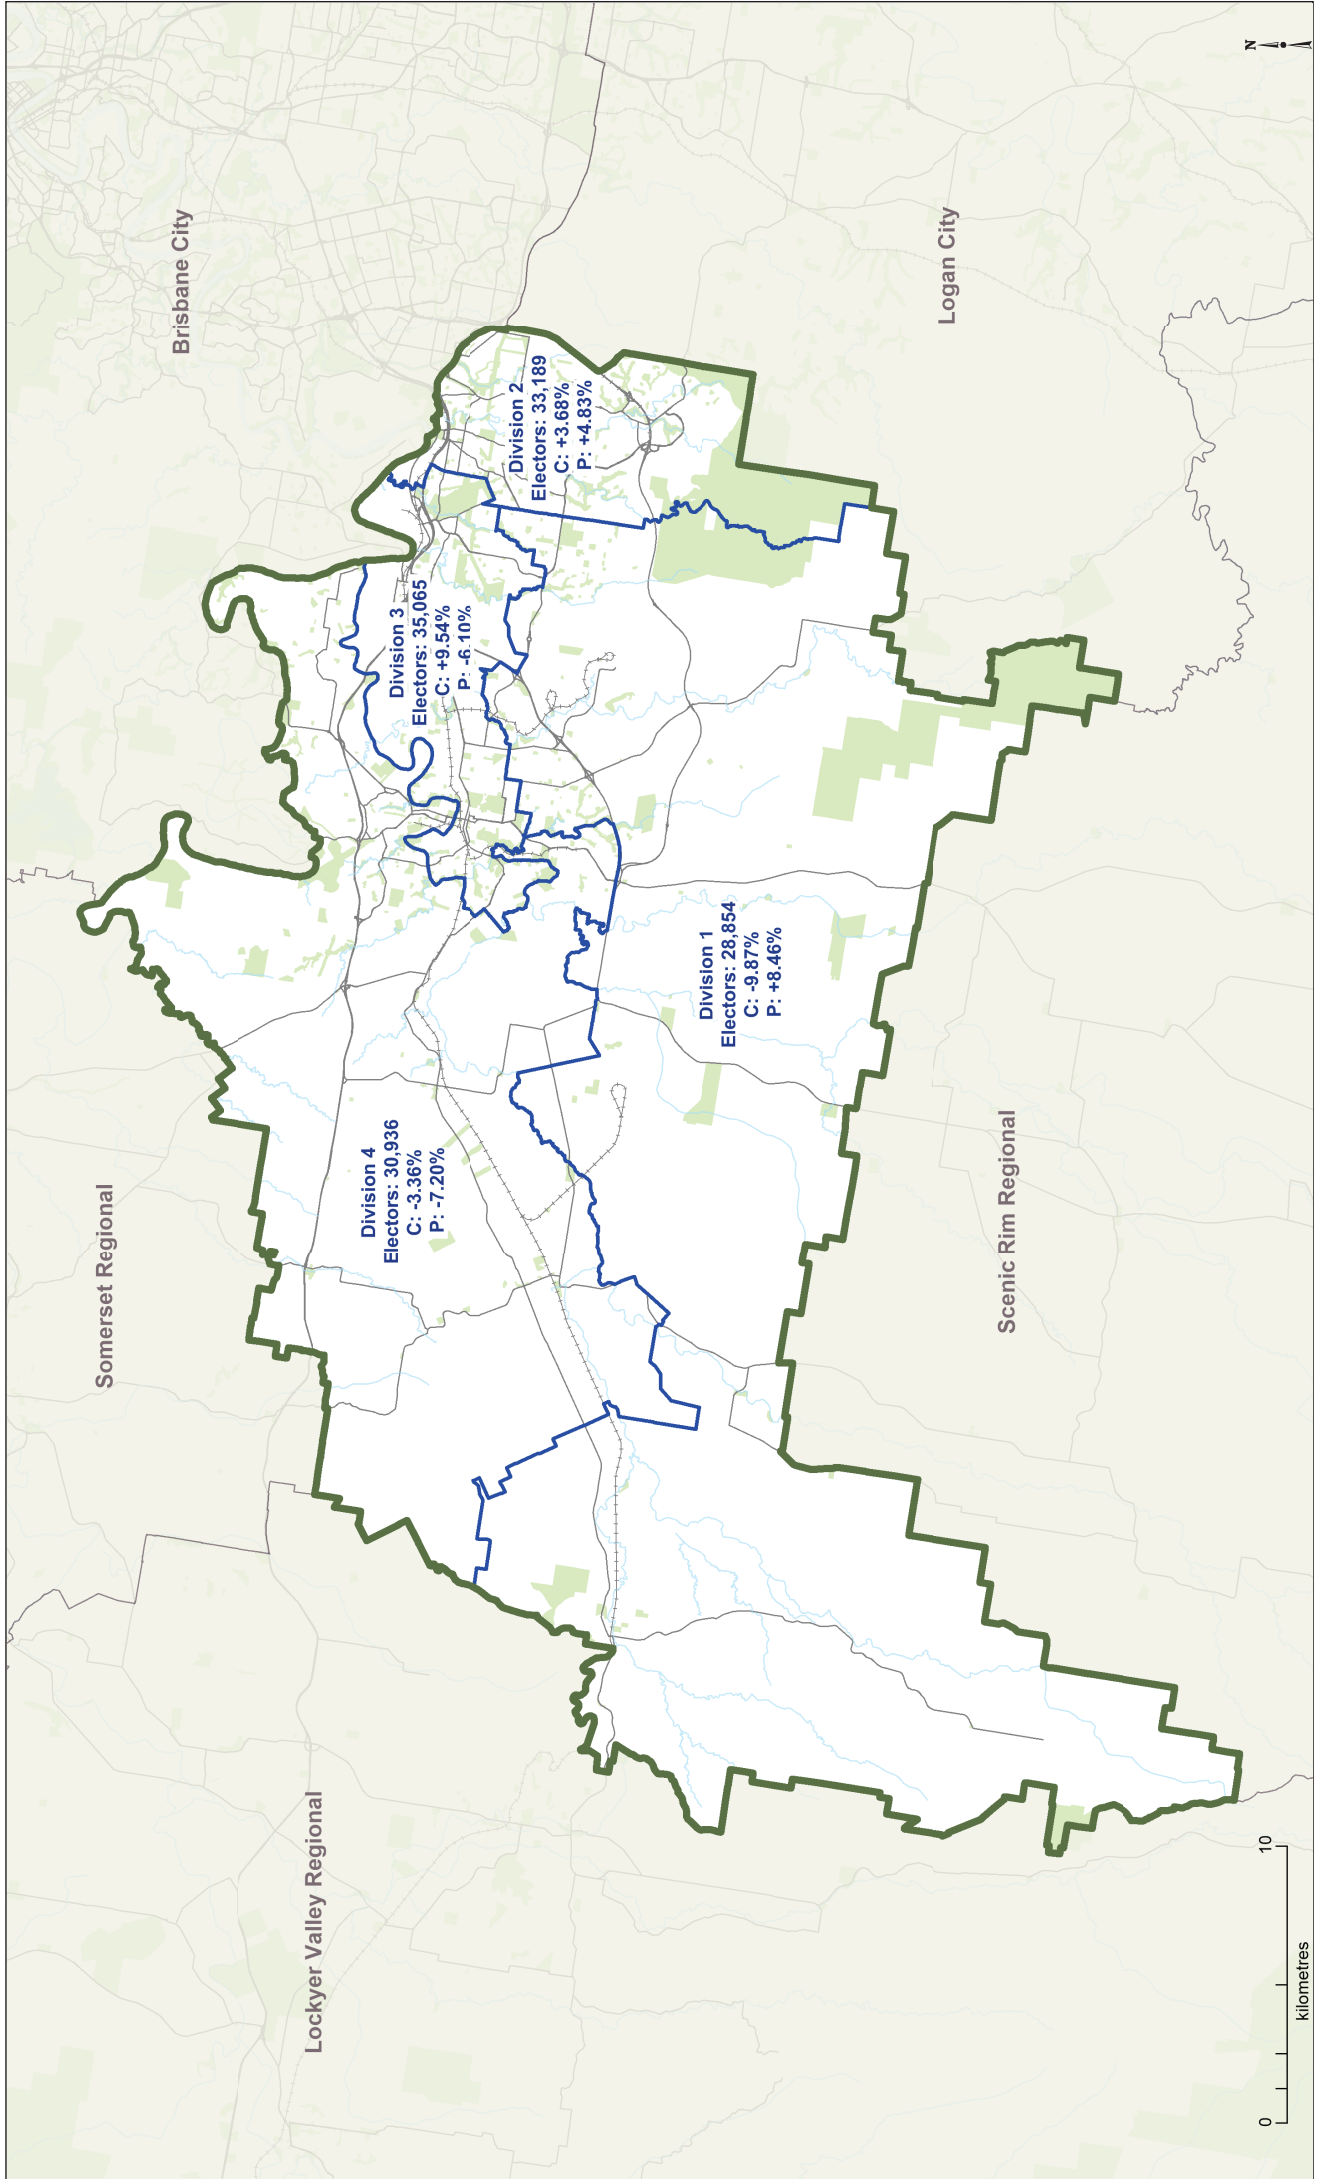 Somerset Regional
Brisbane City
Lockyer Valley Regional
Division 4
Electors: 30,936
C: -3.36%
P: -7.20%
Division 3
Electors: 35,065
C: +9.54%
P: -6.10%
Division 2
Electors: 33,189
C: +3.68%
P: +4.83%
Division 1
Electors: 28,854
C: -9.87%
P: +8.46%
Logan City
Scenic Rim Regional
0 10
kilometres
N